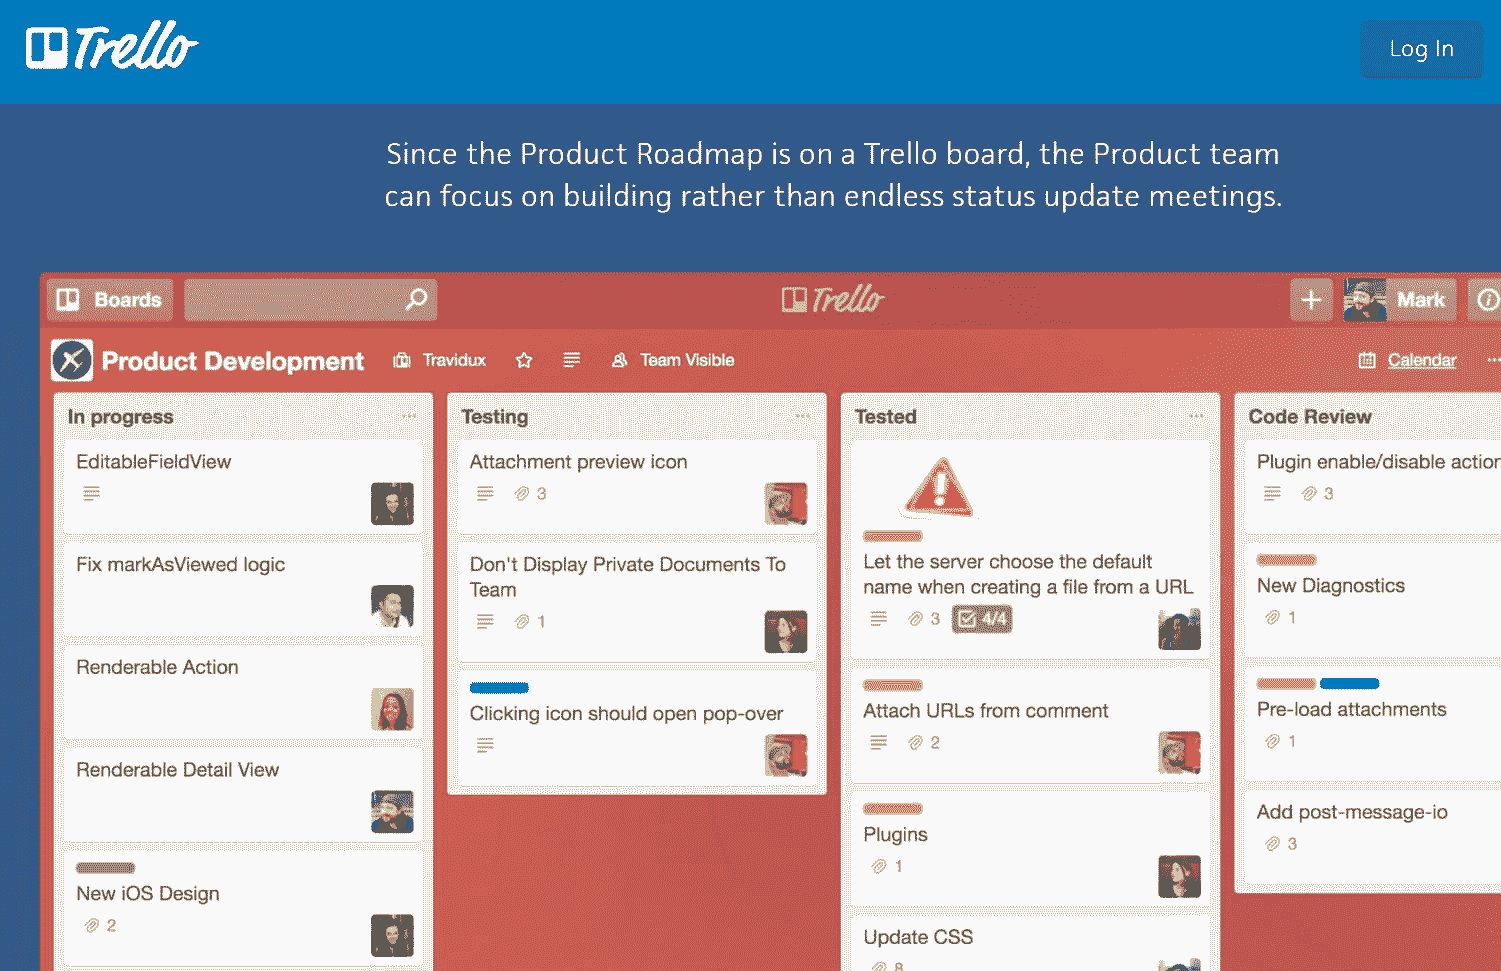 Trello
Log In
Since the Product Roadmap is on a Trello board, the Product team
can focus on building rather than endless status update meetings.
Boards
Trello
Mark
Product Development
Travidux
Team Visible
Calendar
In progress
EditableFieldView
Fix markAsViewed logic
Renderable Action
Renderable Detail View
New iOS Design
2
Testing
Attachment preview icon
3
Don't Display Private Documents To
Team
1
Clicking icon should open pop-over
Tested
Let the server choose the default
name when creating a file from a URL
3 4/4
Attach URLs from comment
2
Plugins
1
Update CSS
8
Code Review
Plugin enable/disable action
3
New Diagnostics
1
Pre-load attachments
1
Add post-message-io
3